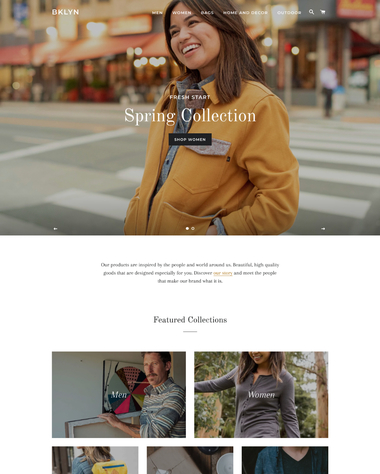 BKLYN
MEN WOMEN BAGS HOME AND DECOR OUTDOOR
FRESH START
Spring Collection
SHOP WOMEN
Our products are inspired by the people and world around us. Beautiful, high quality
goods that are designed especially for you. Discover our story and meet the people
that make our brand what it is.
Featured Collections
Men
Women